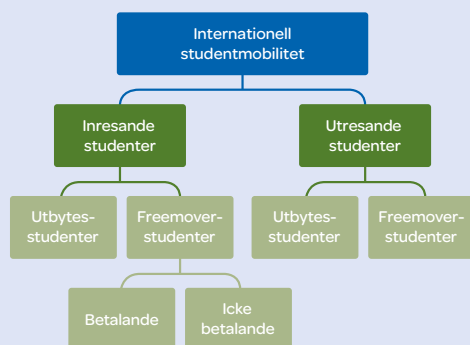 Internationell
studentmobilitet
Inresande
studenter
Utresande
studenter
Utbytes-
studenter
Freemover-
studenter
Utbytes-
studenter
Freemover-
studenter
Betalande
Icke
betalande